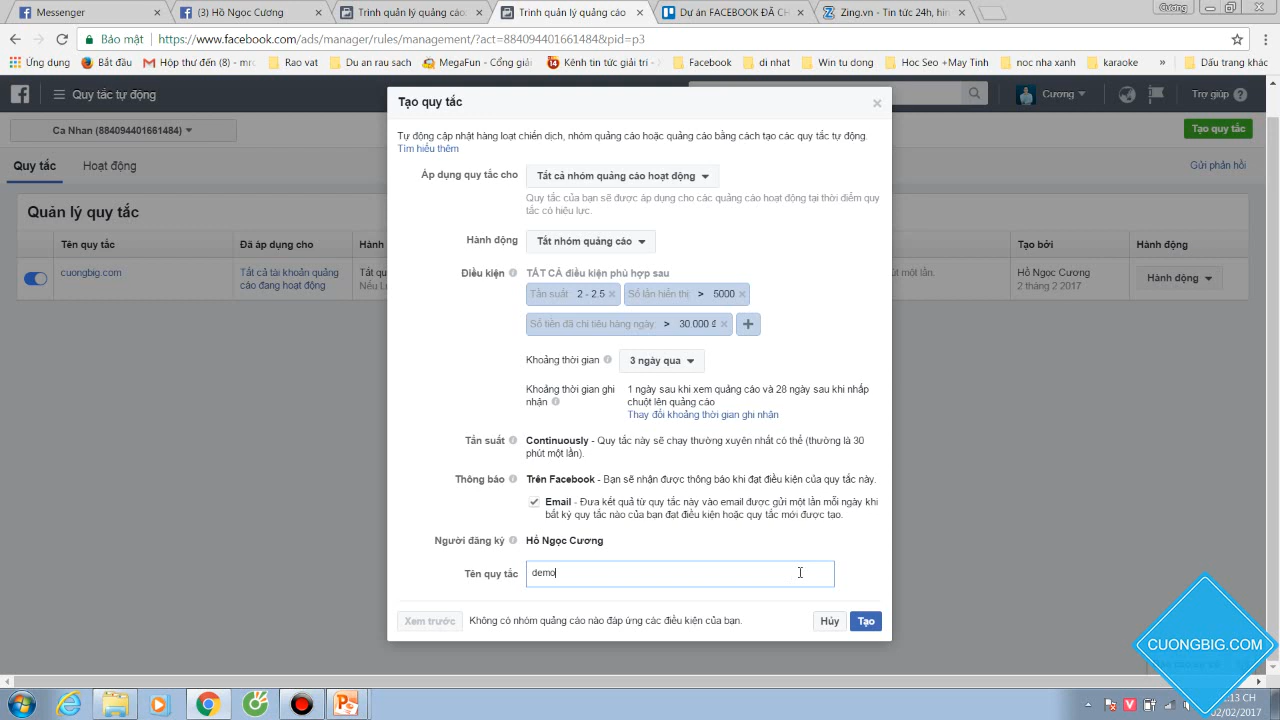 Messenger
(3) Hồ Ngọc Cương
Trình quản lý quảng cáo
Trình quản lý quảng cáo
Dự án FACEBOOK ĐÃ CH
Zing.vn - Tin tức 24h, hìn
Cương
Bảo mật
https://www.facebook.com/ads/manager/rules/management/?act=884094401661484&pid=p3
Ứng dụng
Bắt đầu
Hộp thư đến (8) - mrc
Rao vat
Du an rau sach
MegaFun - Cổng giải
Kênh tin tức giải trí -
Facebook
di nhat
Win tu dong
Hoc Seo +May Tinh
noc nha xanh
karaoke
Dấu trang khác
Quy tắc tự động
Cương
Trợ giúp
Ca Nhan (884094401661484)
Tạo quy tắc
Quy tắc
Hoạt động
Gửi phản hồi
Quản lý quy tắc
Tên quy tắc
Đã áp dụng cho
Hành
Tạo bởi
Hành động
cuongbig.com
Tất cả tài khoản quảng
cáo đang hoạt động
Tắt qu
Nếu L
út một lần).
Hồ Ngọc Cương
2 tháng 2 2017
Hành động
Tạo quy tắc
Tự động cập nhật hàng loạt chiến dịch, nhóm quảng cáo hoặc quảng cáo bằng cách tạo các quy tắc tự động.
Tìm hiểu thêm
Áp dụng quy tắc cho
Tất cả nhóm quảng cáo hoạt động
Quy tắc của bạn sẽ được áp dụng cho các quảng cáo hoạt động tại thời điểm quy
tắc có hiệu lực.
Hành động
Tắt nhóm quảng cáo
Điều kiện
TẤT CẢ điều kiện phù hợp sau
Tần suất 2 - 2.5
Số lần hiển thị > 5000
Số tiền đã chi tiêu hàng ngày > 30.000 ₫
Khoảng thời gian
3 ngày qua
Khoảng thời gian ghi
nhận
1 ngày sau khi xem quảng cáo và 28 ngày sau khi nhấp
chuột lên quảng cáo
Thay đổi khoảng thời gian ghi nhận
Tần suất
Continuously - Quy tắc này sẽ chạy thường xuyên nhất có thể (thường là 30
phút một lần).
Thông báo
Trên Facebook - Bạn sẽ nhận được thông báo khi đạt điều kiện của quy tắc này.
Email - Đưa kết quả từ quy tắc này vào email được gửi một lần mỗi ngày khi
bất kỳ quy tắc nào của bạn đạt điều kiện hoặc quy tắc mới được tạo.
Người đăng ký
Hồ Ngọc Cương
Tên quy tắc
demo
Xem trước
Không có nhóm quảng cáo nào đáp ứng các điều kiện của bạn.
Hủy
Tạo
CUONGBIG.COM
:13 CH
02/02/2017